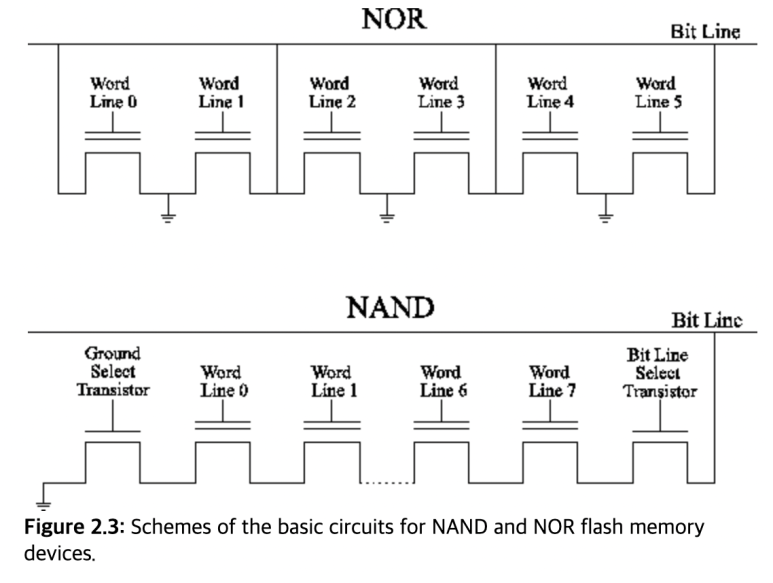 NOR
Bit Line
Word
Line 0
Word
Line 1
Word
Line 2
Word
Line 3
Word
Line 4
Word
Line 5
NAND
Bit Line
Ground
Select
Transistor
Word
Line 0
Word
Line 1
Word
Line 6
Word
Line 7
Bit Line
Select
Transistor
Figure 2.3: Schemes of the basic circuits for NAND and NOR flash memory
devices.